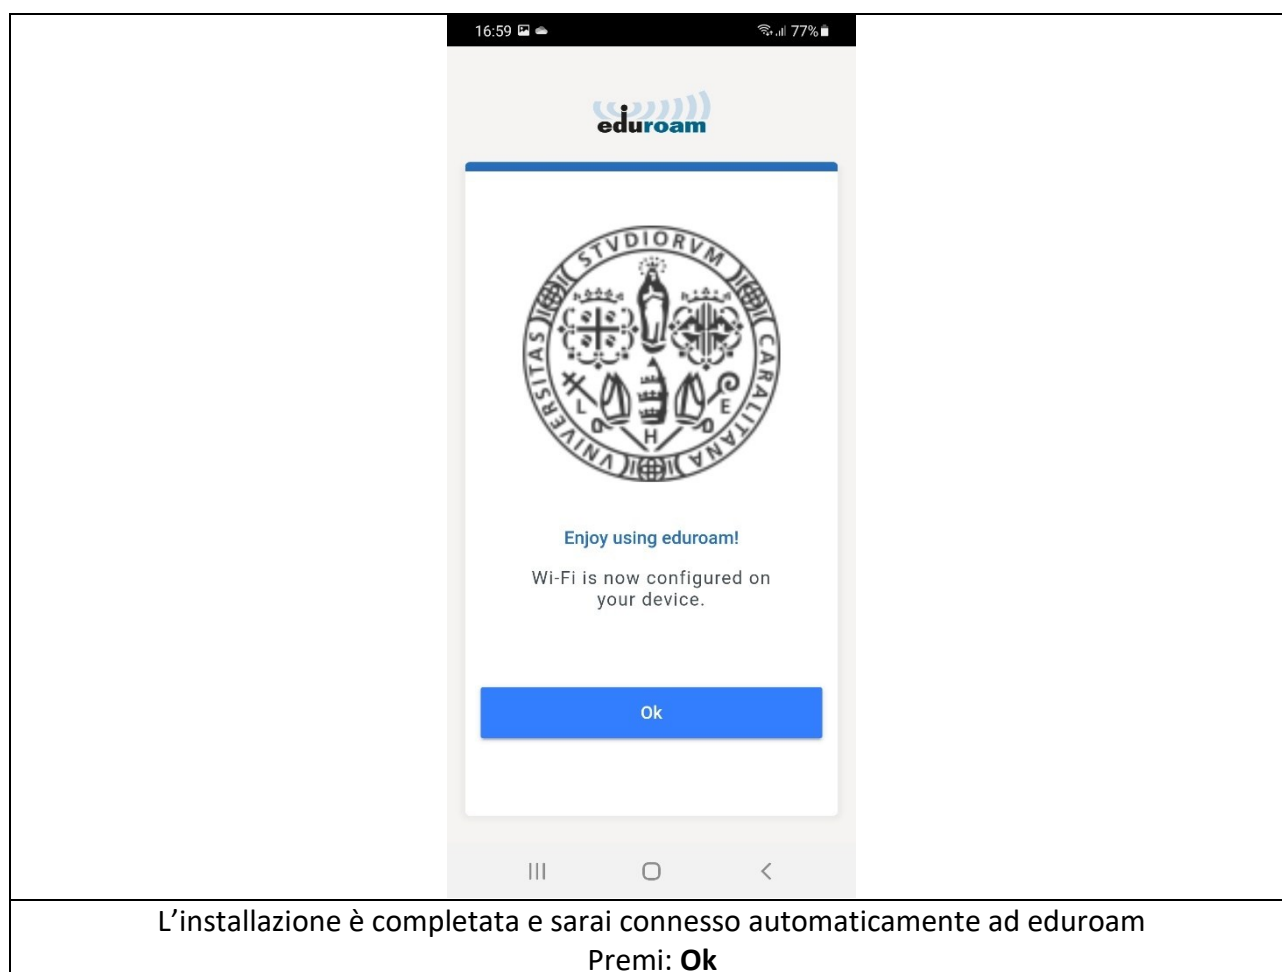 16:59
77%
eduroam
VNIVERSITAS STVDIORVM CARALITANA
L H E
Enjoy using eduroam!
Wi-Fi is now configured on
your device.
Ok
L’installazione è completata e sarai connesso automaticamente ad eduroam
Premi: Ok